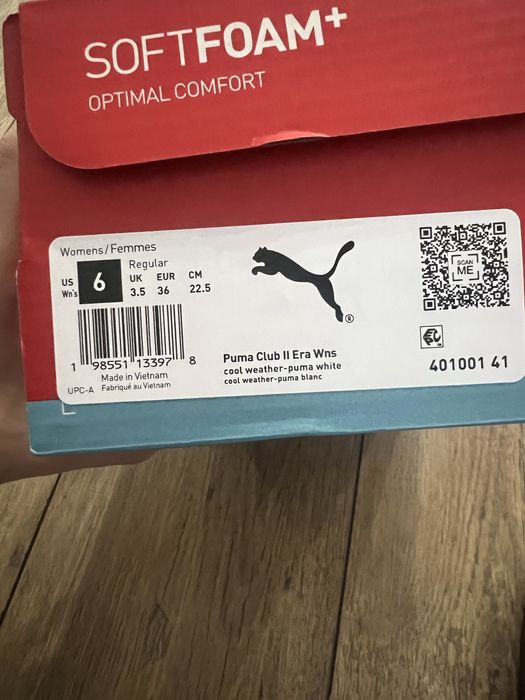 SOFTFOAM+
OPTIMAL COMFORT
Womens/Femmes
Regular
US Wn's 6 UK 3.5 EUR 36 CM 22.5
1 98551 13397 8
Made in Vietnam
UPC-A Fabriqué au Vietnam
®
Puma Club II Era Wns
cool weather-puma white
cool weather-puma blanc
SCAN
ME
401001 41